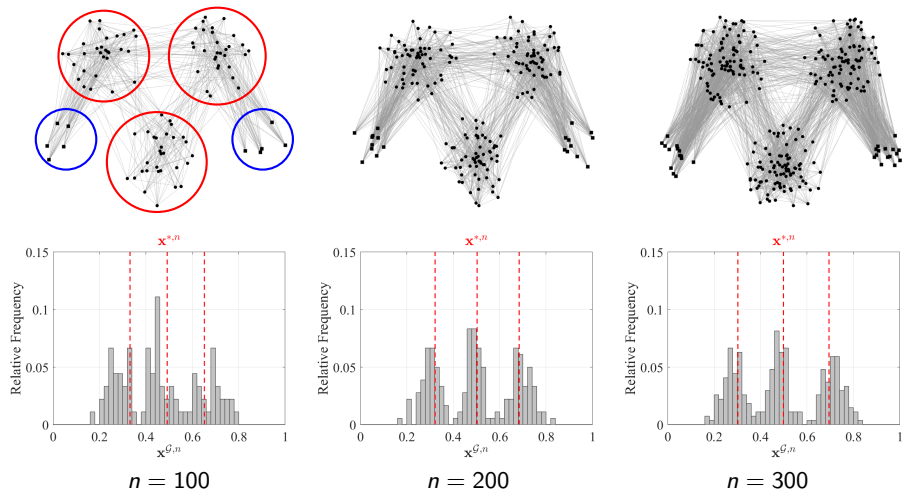 x*,n x*,n x*,n
0.15 0.15 0.15
0.1 0.1 0.1
0.05 0.05 0.05
0 0 0
Relative Frequency Relative Frequency Relative Frequency
0 0.2 0.4 0.6 0.8 1 0 0.2 0.4 0.6 0.8 1 0 0.2 0.4 0.6 0.8 1
x𝒢,n x𝒢,n x𝒢,n
n = 100 n = 200 n = 300